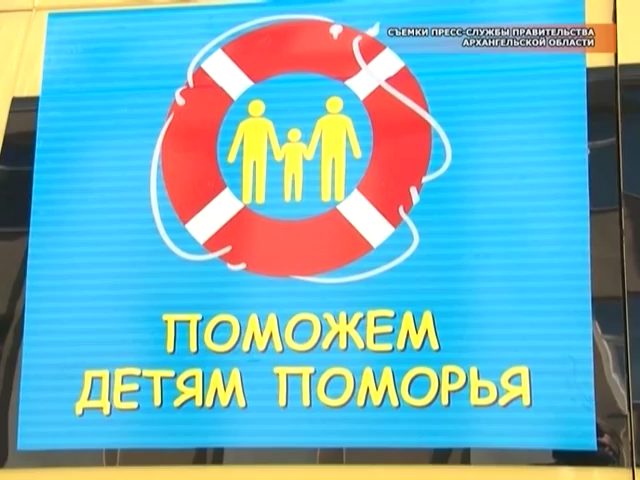 СЪЕМКИ ПРЕСС-СЛУЖБЫ ПРАВИТЕЛЬСТВА
АРХАНГЕЛЬСКОЙ ОБЛАСТИ
ПОМОЖЕМ
ДЕТЯМ ПОМОРЬЯ